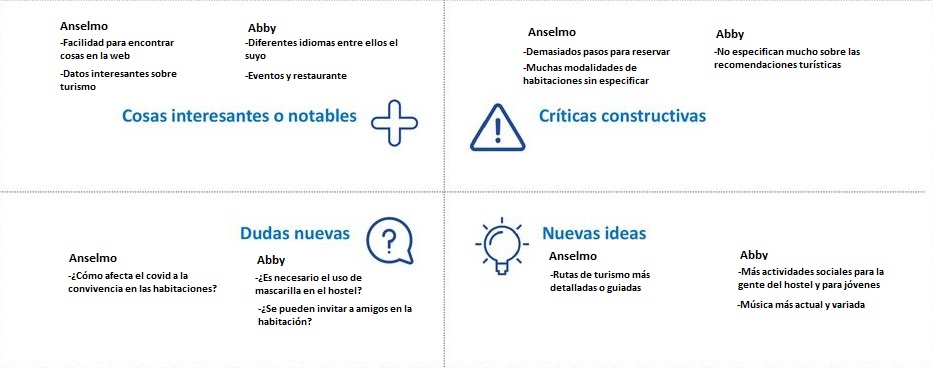 Anselmo
-Facilidad para encontrar
cosas en la web
-Datos interesantes sobre
turismo
Abby
-Diferentes idiomas entre ellos el
suyo
-Eventos y restaurante
Cosas interesantes o notables
Anselmo
-Demasiados pasos para reservar
-Muchas modalidades de
habitaciones sin especificar
Abby
-No especifican mucho sobre las
recomendaciones turísticas
Críticas constructivas
Dudas nuevas
Anselmo
-¿Cómo afecta el covid a la
convivencia en las habitaciones?
Abby
-¿Es necesario el uso de
mascarilla en el hostel?
-¿Se pueden invitar a amigos en la
habitación?
Nuevas ideas
Anselmo
-Rutas de turismo más
detalladas o guiadas
Abby
-Más actividades sociales para la
gente del hostel y para jóvenes
-Música más actual y variada